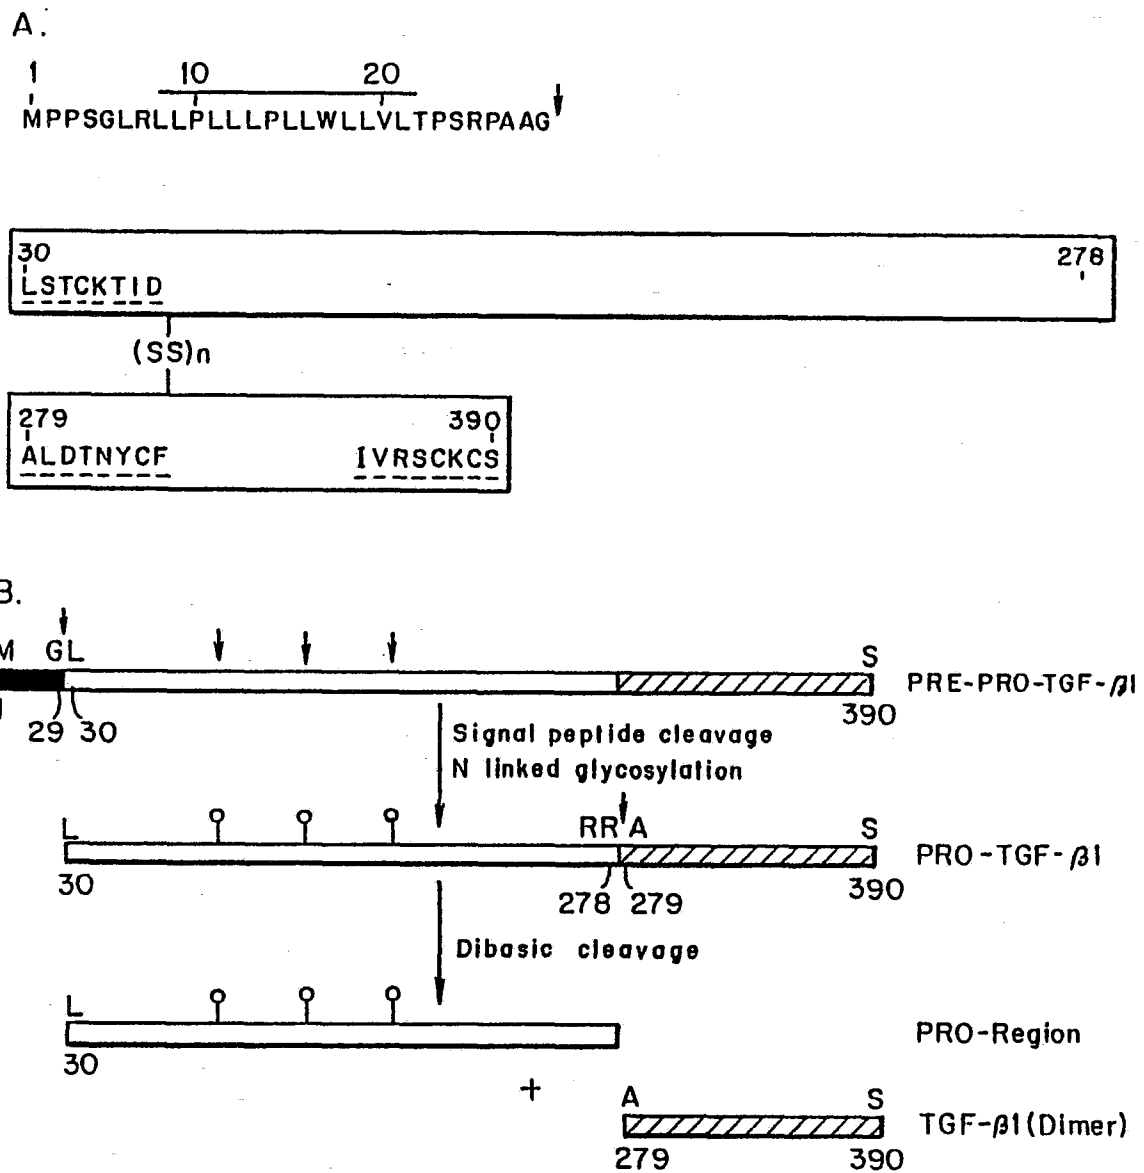 A.
1 10 20
MPPSGLRLLPLLLPLLWLLVLTPSRPAAG
30 278
LSTCKTID
(SS)n
279 390
ALDTNYCF IVRSCKCS
B.
M GL S
PRE-PRO-TGF-β1
1 29 30 390
Signal peptide cleavage
N linked glycosylation
L RR A S
PRO-TGF-β1
30 278 279 390
Dibasic cleavage
L
PRO-Region
30
+
A S
TGF-β1(Dimer)
279 390